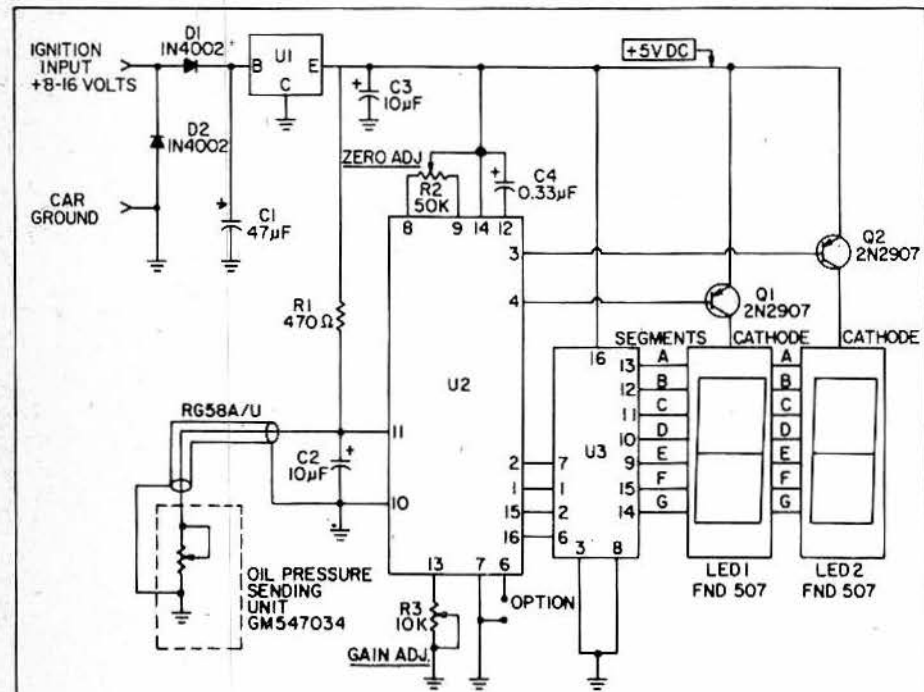 IGNITION
INPUT
+8-16 VOLTS
D1
IN4002
B
U1
E
C
C3
10µF
+
+5V DC
D2
IN4002
CAR
GROUND
+
C1
47µF
ZERO ADJ.
R2
50K
+
C4
0.33µF
8
9
14
12
3
4
Q2
2N2907
Q1
2N2907
R1
470Ω
U2
SEGMENTS
CATHODE
CATHODE
16
U3
13
A
A
12
B
B
11
C
C
10
D
D
9
E
E
15
F
F
14
G
G
RG58A/U
11
C2
10µF
+
10
2
7
1
1
15
2
16
6
3
8
LED1
FND 507
LED2
FND 507
OIL PRESSURE
SENDING
UNIT
GM547034
13
7
6
OPTION
R3
10K
GAIN ADJ.